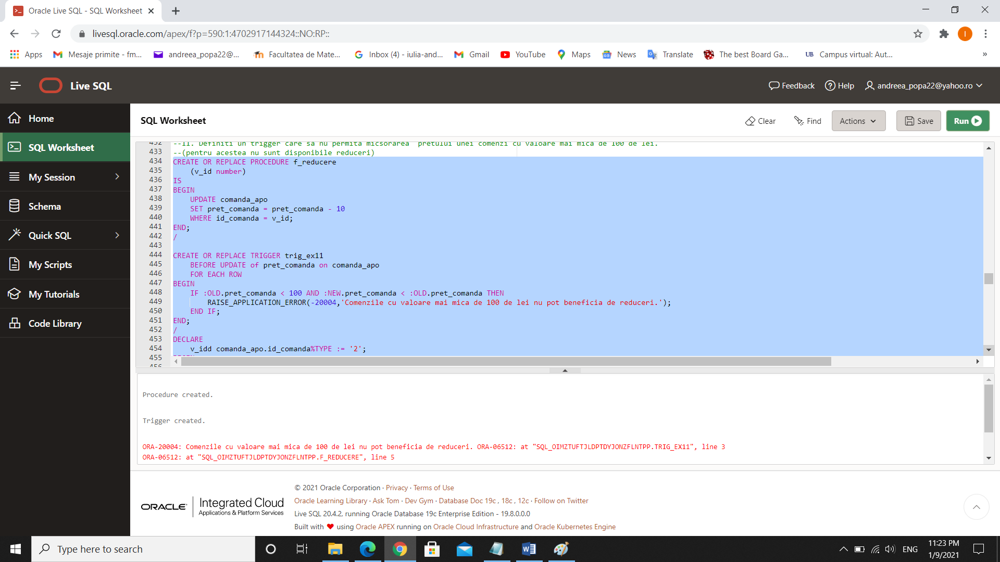 Oracle Live SQL - SQL Worksheet
livesql.oracle.com/apex/f?p=590:1:4702917144324::NO:RP::
Apps
Mesaje primite - fm...
andreea_popa22@...
Facultatea de Mate...
Inbox (4) - iulia-and...
Gmail
YouTube
Maps
News
Translate
The best Board Ga...
UB Campus virtual: Aut...
»
Live SQL
Feedback
Help
andreea_popa22@yahoo.ro
Home
SQL Worksheet
My Session
Schema
Quick SQL
My Scripts
My Tutorials
Code Library
SQL Worksheet
Clear
Find
Actions
Save
Run
432 --11. Definiti un trigger care sa nu permita micsorarea  pretului unei comenzi cu valoare mai mica de 100 de lei.
433 --(pentru acestea nu sunt disponibile reduceri)
434 CREATE OR REPLACE PROCEDURE f_reducere
435     (v_id number)
436 IS
437 BEGIN
438     UPDATE comanda_apo
439     SET pret_comanda = pret_comanda - 10
440     WHERE id_comanda = v_id;
441 END;
442 /
443
444 CREATE OR REPLACE TRIGGER trig_ex11
445     BEFORE UPDATE of pret_comanda on comanda_apo
446     FOR EACH ROW
447 BEGIN
448     IF :OLD.pret_comanda < 100 AND :NEW.pret_comanda < :OLD.pret_comanda THEN
449         RAISE_APPLICATION_ERROR(-20004,'Comenzile cu valoare mai mica de 100 de lei nu pot beneficia de reduceri.');
450     END IF;
451 END;
452 /
453 DECLARE
454     v_idd comanda_apo.id_comanda%TYPE := '2';
455 BEGIN
456
Procedure created.
Trigger created.
ORA-20004: Comenzile cu valoare mai mica de 100 de lei nu pot beneficia de reduceri. ORA-06512: at "SQL_OIMZTUFTJLDPTDYJONZFLNTPP.TRIG_EX11", line 3
ORA-06512: at "SQL_OIMZTUFTJLDPTDYJONZFLNTPP.F_REDUCERE", line 5
ORACLE
Integrated Cloud
Applications & Platform Services
© 2021 Oracle Corporation · Privacy · Terms of Use
Oracle Learning Library · Ask Tom · Dev Gym · Database Doc 19c , 18c , 12c · Follow on Twitter
Live SQL 20.4.2, running Oracle Database 19c Enterprise Edition - 19.8.0.0.0
Built with ❤ using Oracle APEX running on Oracle Cloud Infrastructure and Oracle Kubernetes Engine
Type here to search
ENG
11:23 PM
1/9/2021